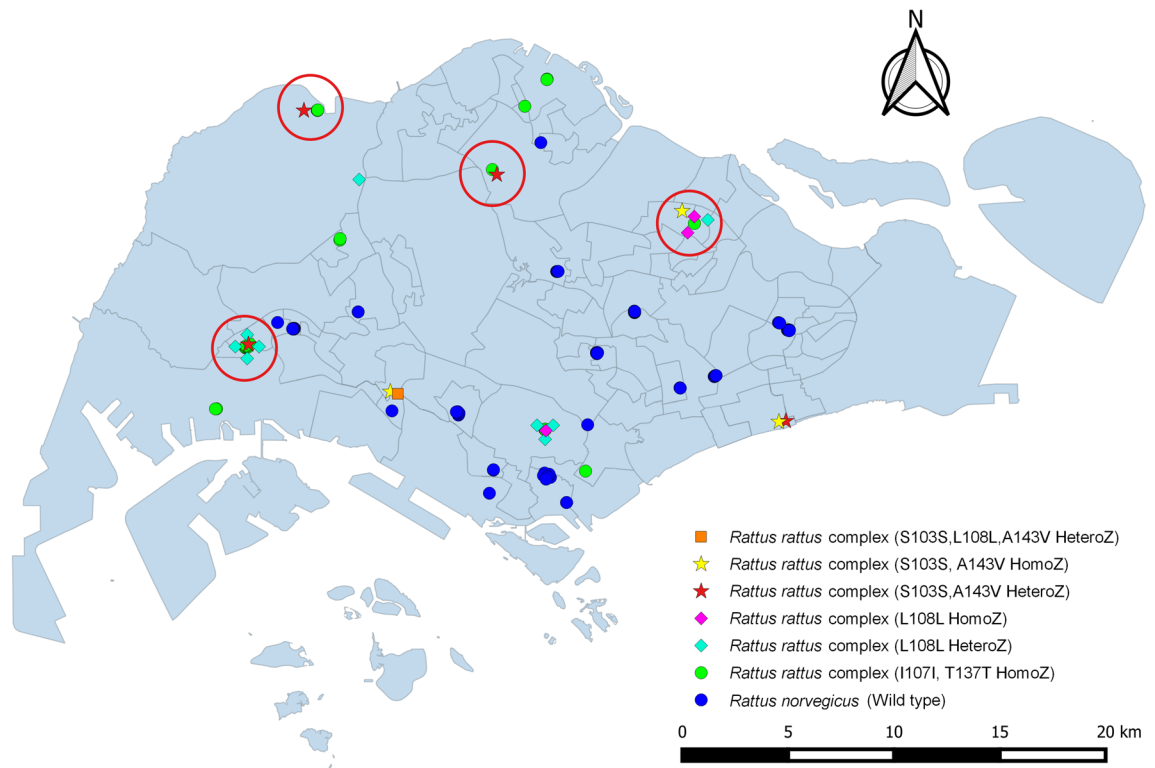 N
Rattus rattus complex (S103S,L108L,A143V HeteroZ)
Rattus rattus complex (S103S, A143V HomoZ)
Rattus rattus complex (S103S,A143V HeteroZ)
Rattus rattus complex (L108L HomoZ)
Rattus rattus complex (L108L HeteroZ)
Rattus rattus complex (I107I, T137T HomoZ)
Rattus norvegicus (Wild type)
0 5 10 15 20 km